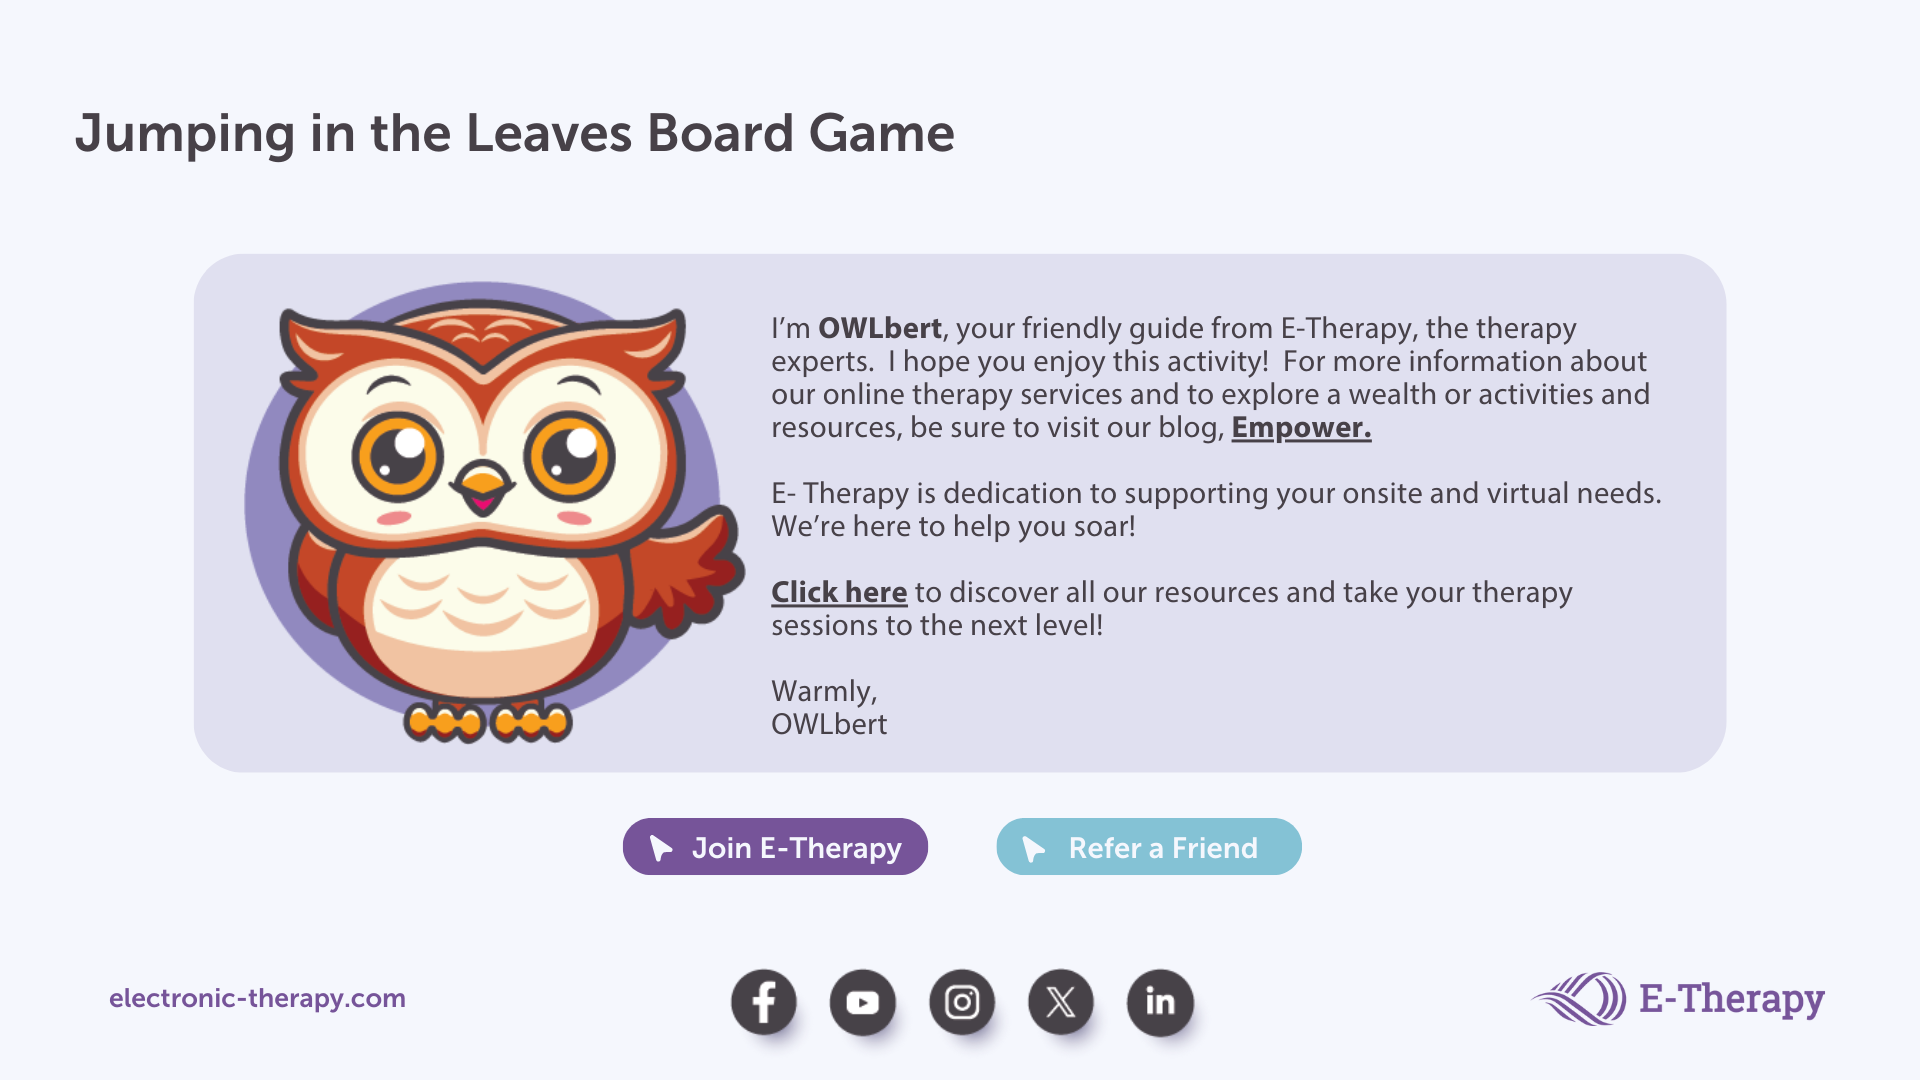 Jumping in the Leaves Board Game
I’m OWLbert, your friendly guide from E-Therapy, the therapy
experts.  I hope you enjoy this activity!  For more information about
our online therapy services and to explore a wealth or activities and
resources, be sure to visit our blog, Empower.
E- Therapy is dedication to supporting your onsite and virtual needs.
We’re here to help you soar!
Click here to discover all our resources and take your therapy
sessions to the next level!
Warmly,
OWLbert
Join E-Therapy
Refer a Friend
electronic-therapy.com
E-Therapy